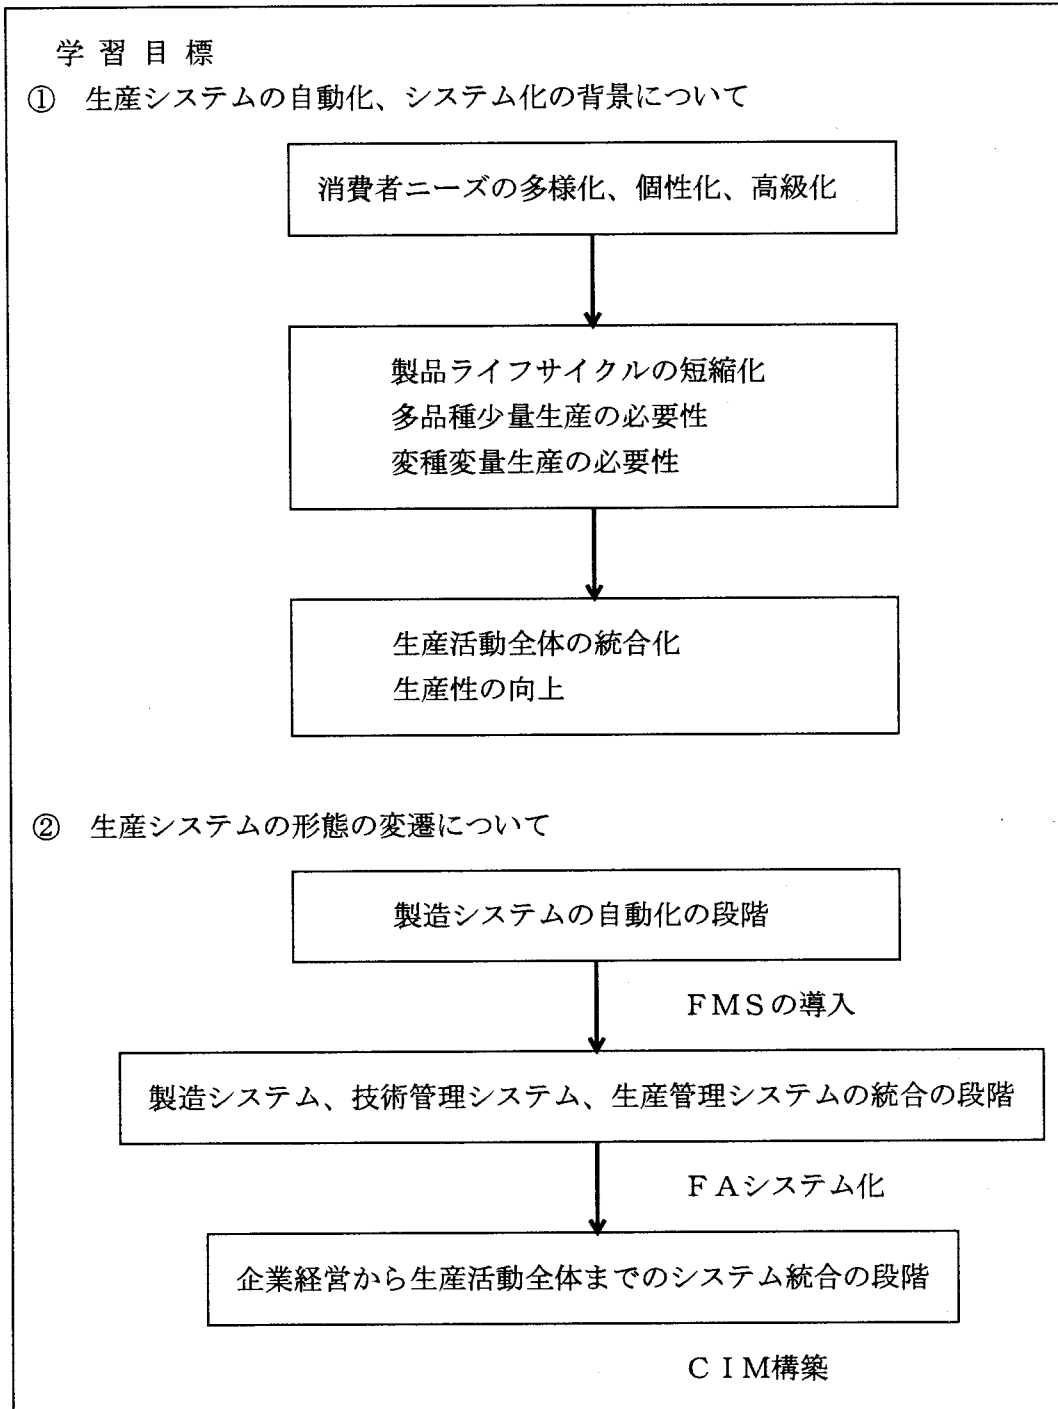 学習目標
① 生産システムの自動化、システム化の背景について
消費者ニーズの多様化、個性化、高級化
製品ライフサイクルの短縮化
多品種少量生産の必要性
変種変量生産の必要性
生産活動全体の統合化
生産性の向上
② 生産システムの形態の変遷について
製造システムの自動化の段階
ＦＭＳの導入
製造システム、技術管理システム、生産管理システムの統合の段階
ＦＡシステム化
企業経営から生産活動全体までのシステム統合の段階
ＣＩＭ構築